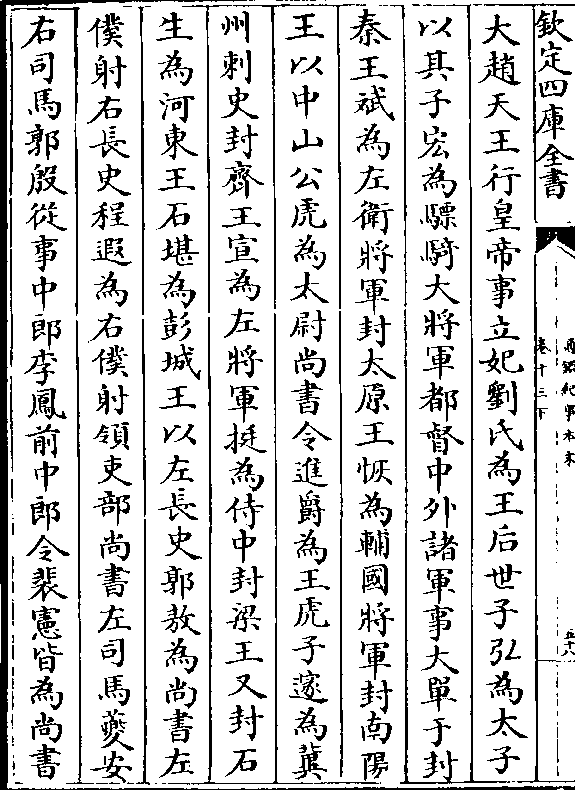 欽定四庫全書
通鑑紀事本末
卷十三下
五十八
大趙天王行皇帝事立妃劉氏為王后世子弘為太子
以其子宏為驃騎大將軍都督中外諸軍事大單于封
秦王斌為左衛將軍封太原王恢為輔國將軍封南陽
王以中山公虎為太尉尚書令進爵為王虎子邃為冀
州刺史封齊王宣為左將軍挺為侍中封梁王又封石
生為河東王石堪為彭城王以左長史郭敖為尚書左
僕射右長史程遐為右僕射領吏部尚書左司馬夔安
右司馬郭殷從事中郎李鳳前中郎令裴憲皆為尚書